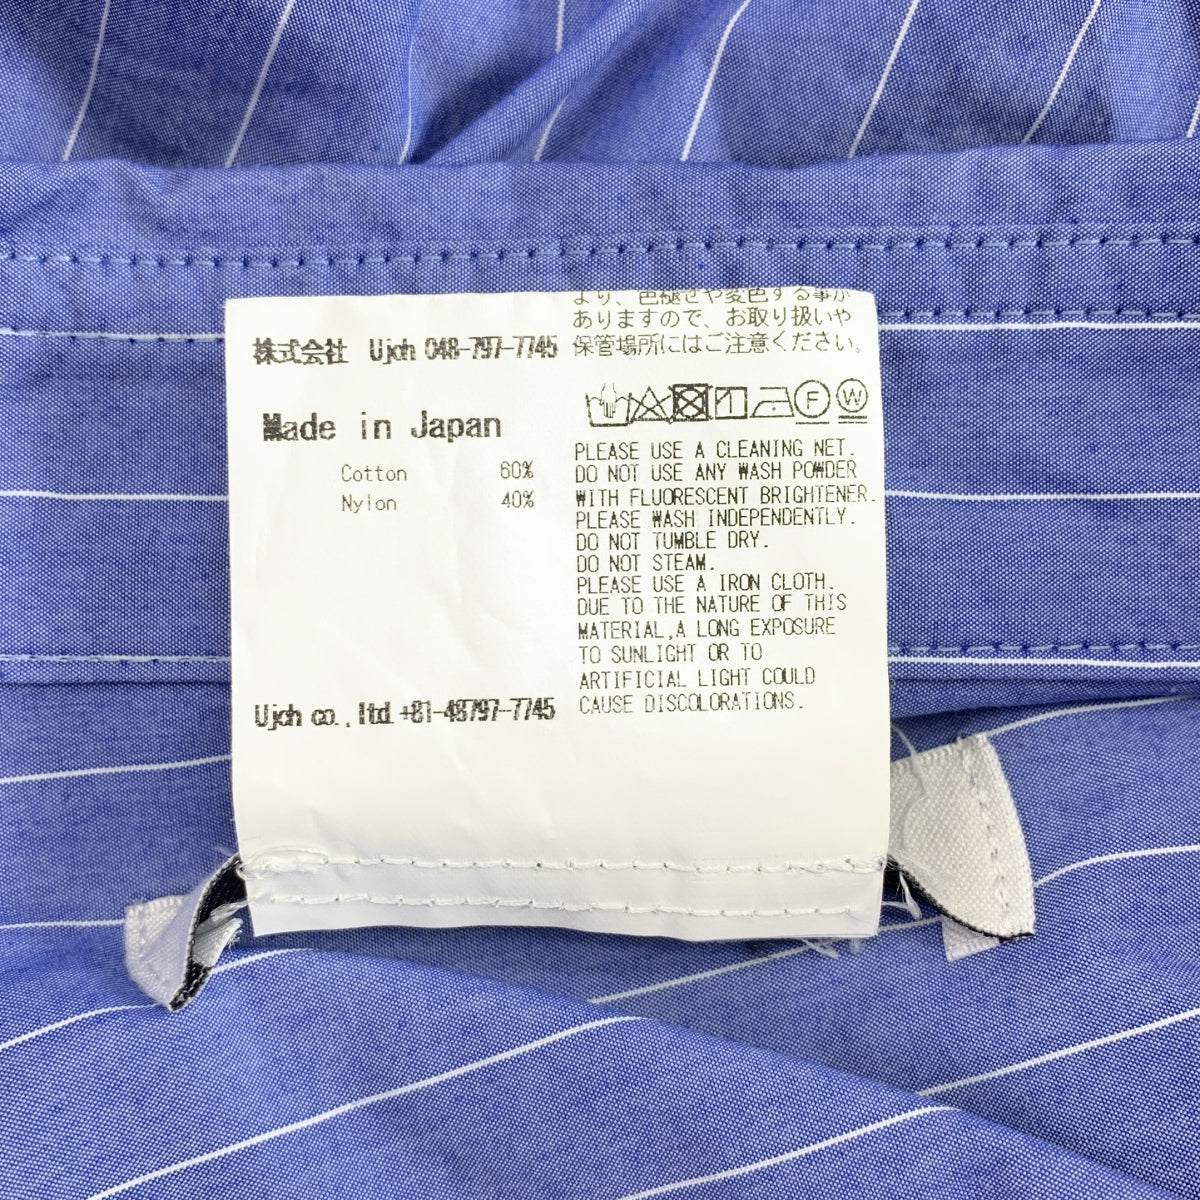 株式会社 Ujoh 048-797-7745
Made in Japan
Cotton 60%
Nylon 40%
Ujoh co.,ltd +81-48797-7745
より、色褪せや変色する事が
ありますので、お取り扱いや
保管場所にはご注意ください。
F W
PLEASE USE A CLEANING NET.
DO NOT USE ANY WASH POWDER
WITH FLUORESCENT BRIGHTENER.
PLEASE WASH INDEPENDENTLY.
DO NOT TUMBLE DRY.
DO NOT STEAM.
PLEASE USE A IRON CLOTH.
DUE TO THE NATURE OF THIS
MATERIAL,A LONG EXPOSURE
TO SUNLIGHT OR TO
ARTIFICIAL LIGHT COULD
CAUSE DISCOLORATIONS.